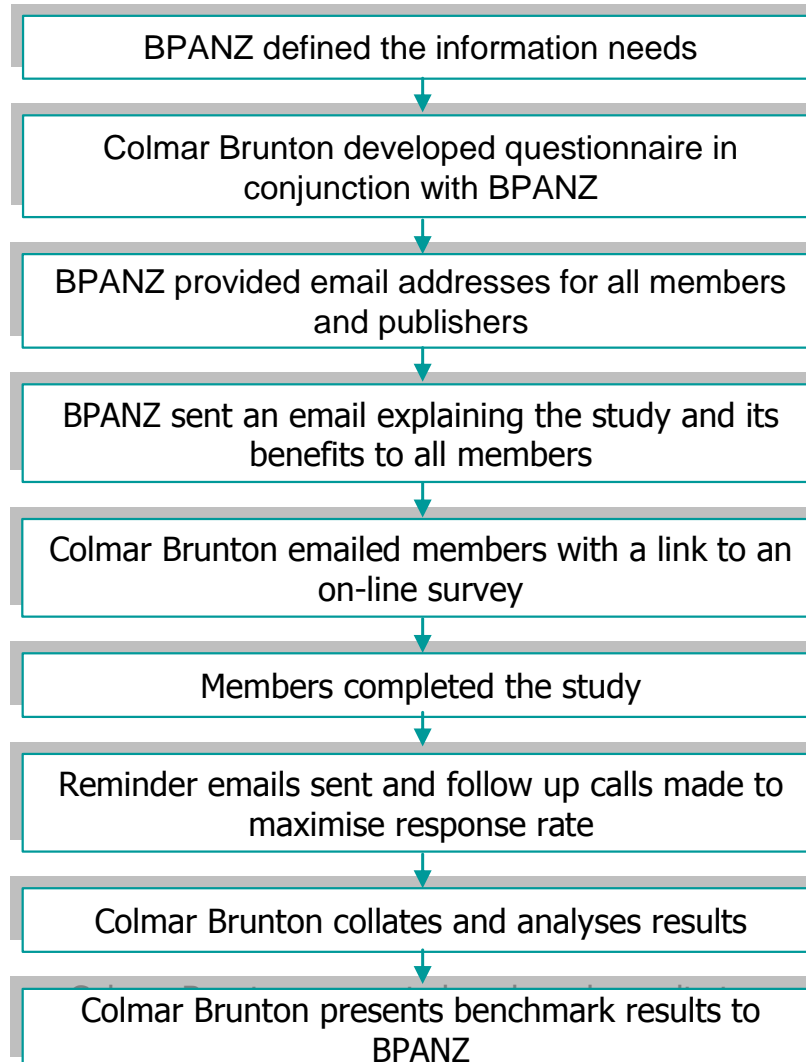 BPANZ defined the information needs
Colmar Brunton developed questionnaire in
conjunction with BPANZ
BPANZ provided email addresses for all members
and publishers
BPANZ sent an email explaining the study and its
benefits to all members
Colmar Brunton emailed members with a link to an
on-line survey
Members completed the study
Reminder emails sent and follow up calls made to
maximise response rate
Colmar Brunton collates and analyses results
Colmar Brunton presents benchmark results to
BPANZ